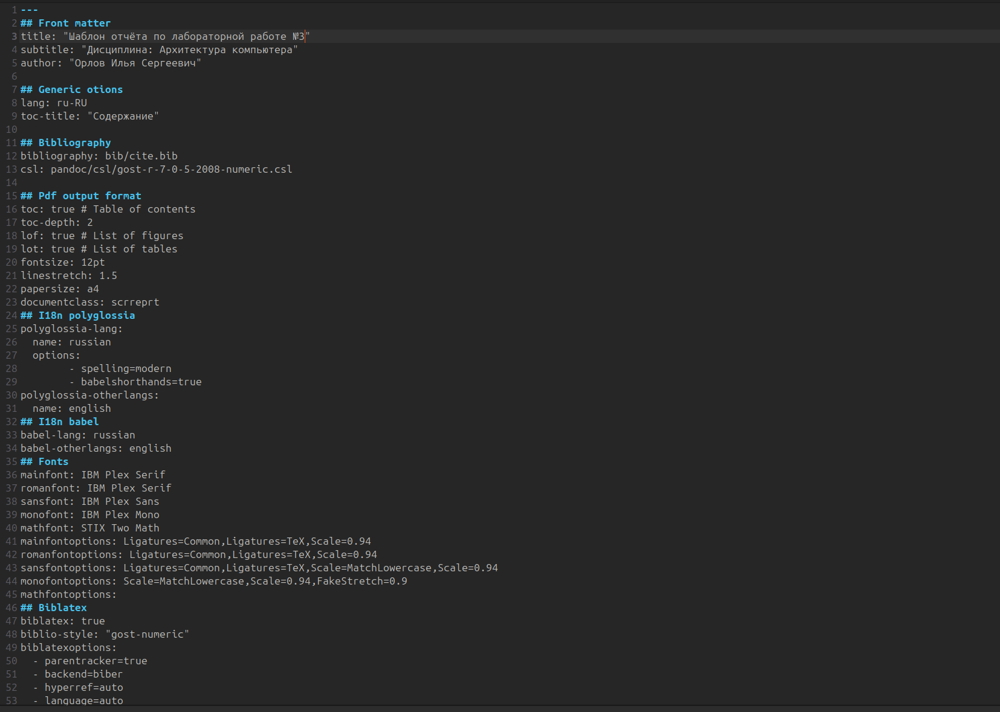 1 ---
2 ## Front matter
3 title: "Шаблон отчёта по лабораторной работе №3"
4 subtitle: "Дисциплина: Архитектура компьютера"
5 author: "Орлов Илья Сергеевич"
6
7 ## Generic otions
8 lang: ru-RU
9 toc-title: "Содержание"
10
11 ## Bibliography
12 bibliography: bib/cite.bib
13 csl: pandoc/csl/gost-r-7-0-5-2008-numeric.csl
14
15 ## Pdf output format
16 toc: true # Table of contents
17 toc-depth: 2
18 lof: true # List of figures
19 lot: true # List of tables
20 fontsize: 12pt
21 linestretch: 1.5
22 papersize: a4
23 documentclass: scrreprt
24 ## I18n polyglossia
25 polyglossia-lang:
26   name: russian
27   options:
28         - spelling=modern
29         - babelshorthands=true
30 polyglossia-otherlangs:
31   name: english
32 ## I18n babel
33 babel-lang: russian
34 babel-otherlangs: english
35 ## Fonts
36 mainfont: IBM Plex Serif
37 romanfont: IBM Plex Serif
38 sansfont: IBM Plex Sans
39 monofont: IBM Plex Mono
40 mathfont: STIX Two Math
41 mainfontoptions: Ligatures=Common,Ligatures=TeX,Scale=0.94
42 romanfontoptions: Ligatures=Common,Ligatures=TeX,Scale=0.94
43 sansfontoptions: Ligatures=Common,Ligatures=TeX,Scale=MatchLowercase,Scale=0.94
44 monofontoptions: Scale=MatchLowercase,Scale=0.94,FakeStretch=0.9
45 mathfontoptions:
46 ## Biblatex
47 biblatex: true
48 biblio-style: "gost-numeric"
49 biblatexoptions:
50   - parentracker=true
51   - backend=biber
52   - hyperref=auto
53   - language=auto